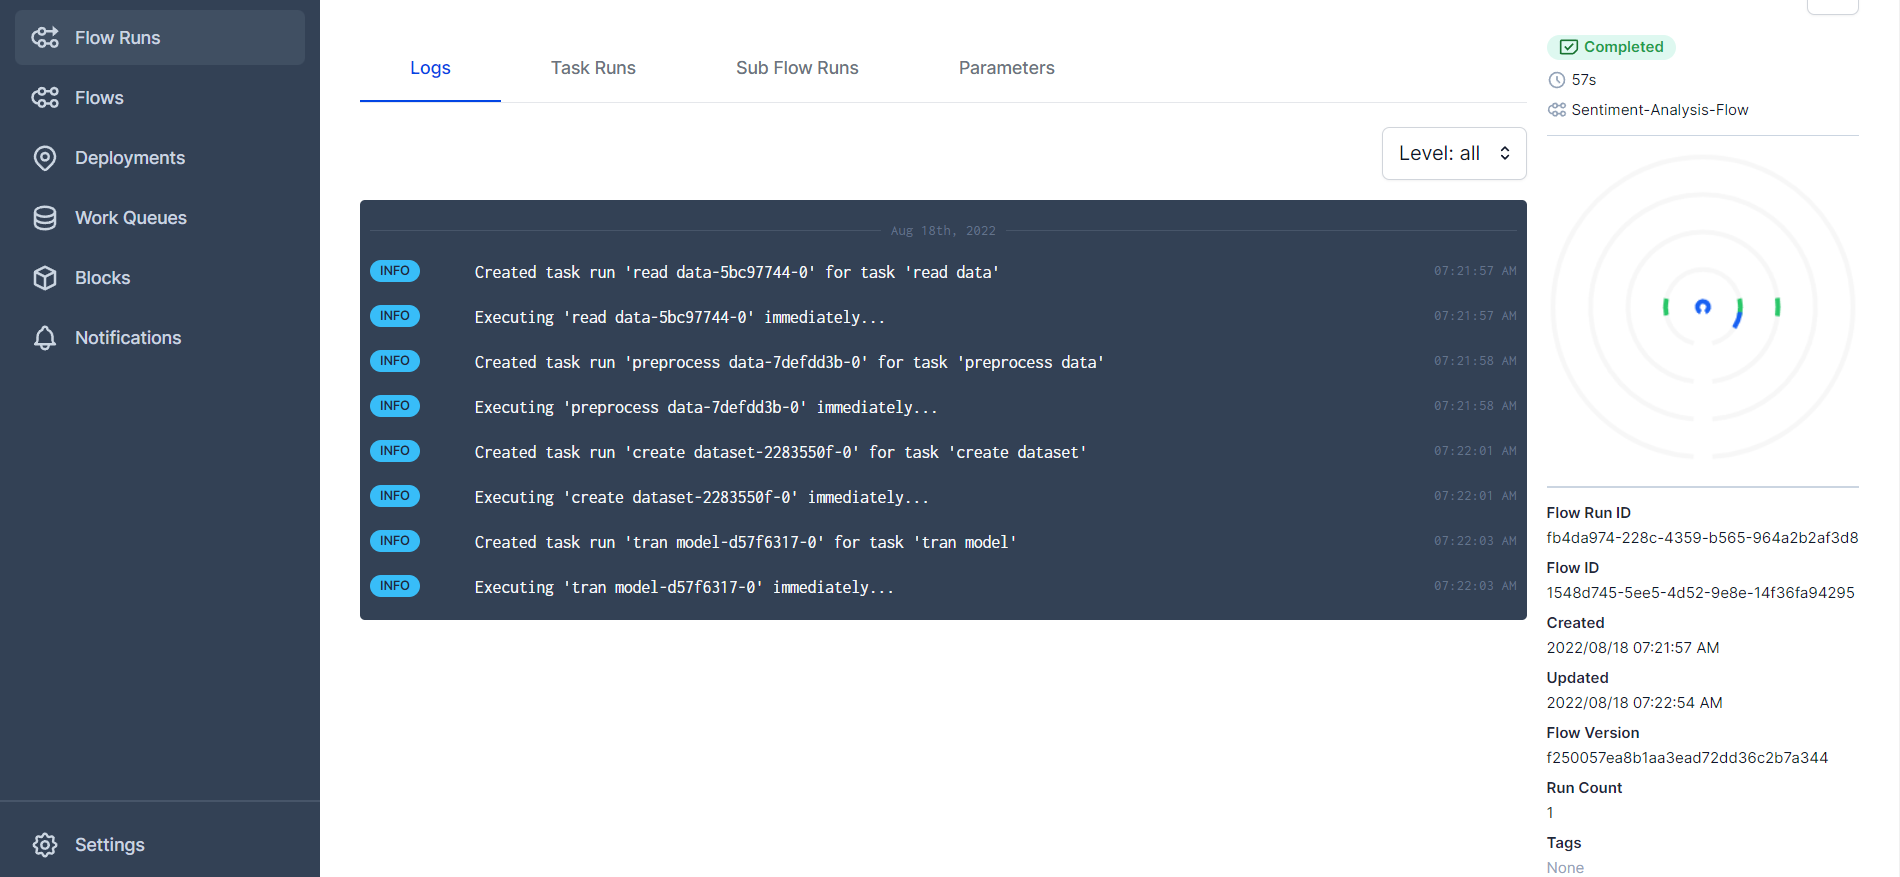 Flow Runs
Flows
Deployments
Work Queues
Blocks
Notifications
Settings
Logs Task Runs Sub Flow Runs Parameters
Level: all
Aug 18th, 2022
INFO Created task run 'read data-5bc97744-0' for task 'read data' 07:21:57 AM
INFO Executing 'read data-5bc97744-0' immediately... 07:21:57 AM
INFO Created task run 'preprocess data-7defdd3b-0' for task 'preprocess data' 07:21:58 AM
INFO Executing 'preprocess data-7defdd3b-0' immediately... 07:21:58 AM
INFO Created task run 'create dataset-2283550f-0' for task 'create dataset' 07:22:01 AM
INFO Executing 'create dataset-2283550f-0' immediately... 07:22:01 AM
INFO Created task run 'tran model-d57f6317-0' for task 'tran model' 07:22:03 AM
INFO Executing 'tran model-d57f6317-0' immediately... 07:22:03 AM
Completed
57s
Sentiment-Analysis-Flow
Flow Run ID
fb4da974-228c-4359-b565-964a2b2af3d8
Flow ID
1548d745-5ee5-4d52-9e8e-14f36fa94295
Created
2022/08/18 07:21:57 AM
Updated
2022/08/18 07:22:54 AM
Flow Version
f250057ea8b1aa3ead72dd36c2b7a344
Run Count
1
Tags
None